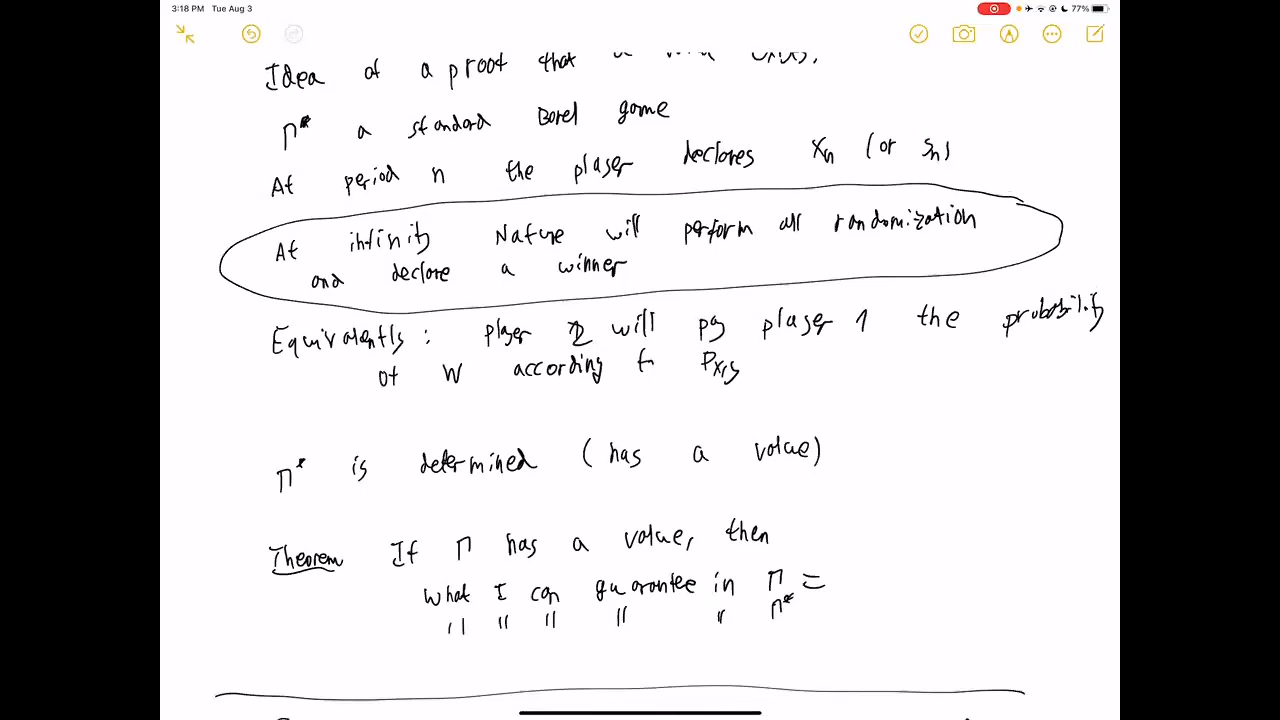 3:18 PM Tue Aug 3
77%
Idea of a proof that a
Γ* a standard Borel game
At period n the player declares Xn (or Sn)
At infinity Nature will perform all randomization
and declare a winner
Equivalently: player 2 will pay player 1 the probability
of W according to Px,y
Γ* is determined (has a value)
Theorem If Γ has a value, then
What I can guarantee in Γ =
" " " " " Γ*